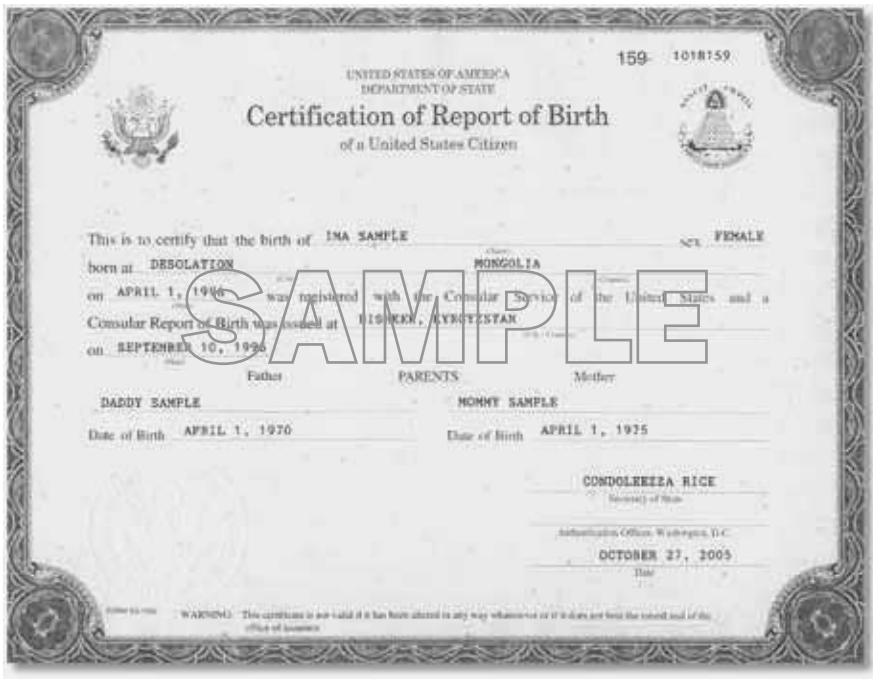 159- 1018159
UNITED STATES OF AMERICA
DEPARTMENT OF STATE
Certification of Report of Birth
of a United States Citizen
This is to certify that the birth of IMA SAMPLE sex FEMALE
born at DESOLATION MONGOLIA
on APRIL 1, 1996 was registered with the Consular Service of the United States and a
Consular Report of Birth was issued at BISHKEK, KYRGYZSTAN
on SEPTEMBER 10, 1996
SAMPLE
Father PARENTS Mother
DADDY SAMPLE MOMMY SAMPLE
Date of Birth APRIL 1, 1970 Date of Birth APRIL 1, 1975
CONDOLEEZZA RICE
Secretary of State
Authentication Officer, Washington, D.C.
OCTOBER 27, 2005
Date
WARNING: This certificate is not valid if it has been altered in any way whatsoever or if it does not bear the raised seal of the
office of issuance